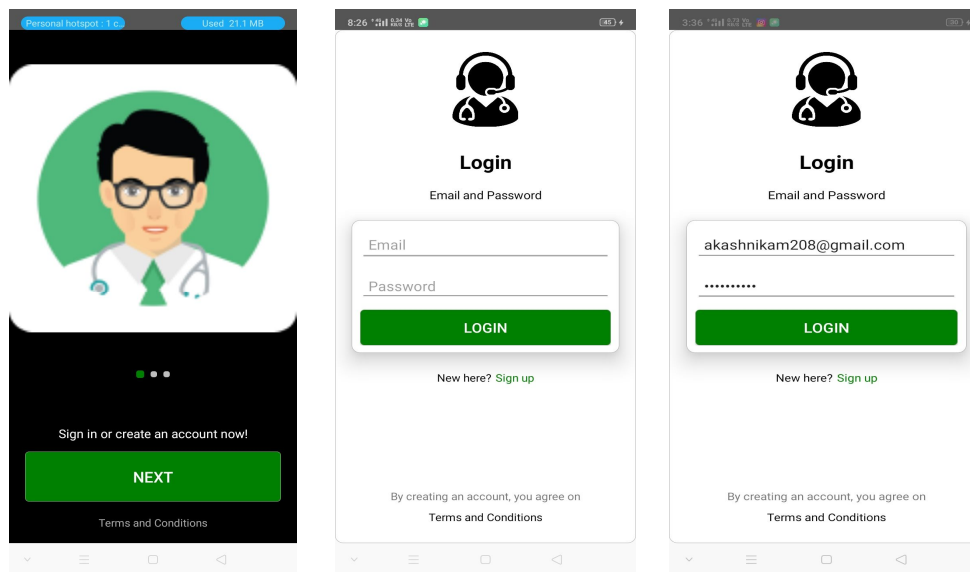 Personal hotspot : 1 c..
Used 21.1 MB
Sign in or create an account now!
NEXT
Terms and Conditions
8:26
45
Login
Email and Password
Email
Password
LOGIN
New here? Sign up
By creating an account, you agree on
Terms and Conditions
3:36
Login
Email and Password
akashnikam208@gmail.com
••••••••••
LOGIN
New here? Sign up
By creating an account, you agree on
Terms and Conditions